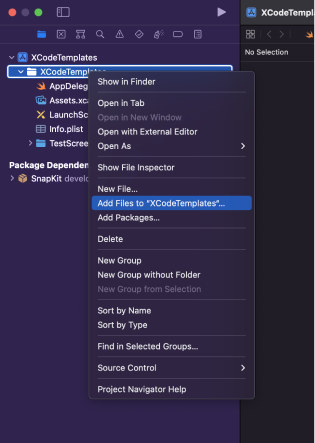 XCodeTempl
No Selection
XCodeTemplates
XCodeTemplates
AppDeleg
Assets.xca
LaunchSc
Info.plist
TestScree
Package Dependen
SnapKit develo
Show in Finder
Open in Tab
Open in New Window
Open with External Editor
Open As
Show File Inspector
New File...
Add Files to "XCodeTemplates"...
Add Packages...
Delete
New Group
New Group without Folder
New Group from Selection
Sort by Name
Sort by Type
Find in Selected Groups...
Source Control
Project Navigator Help